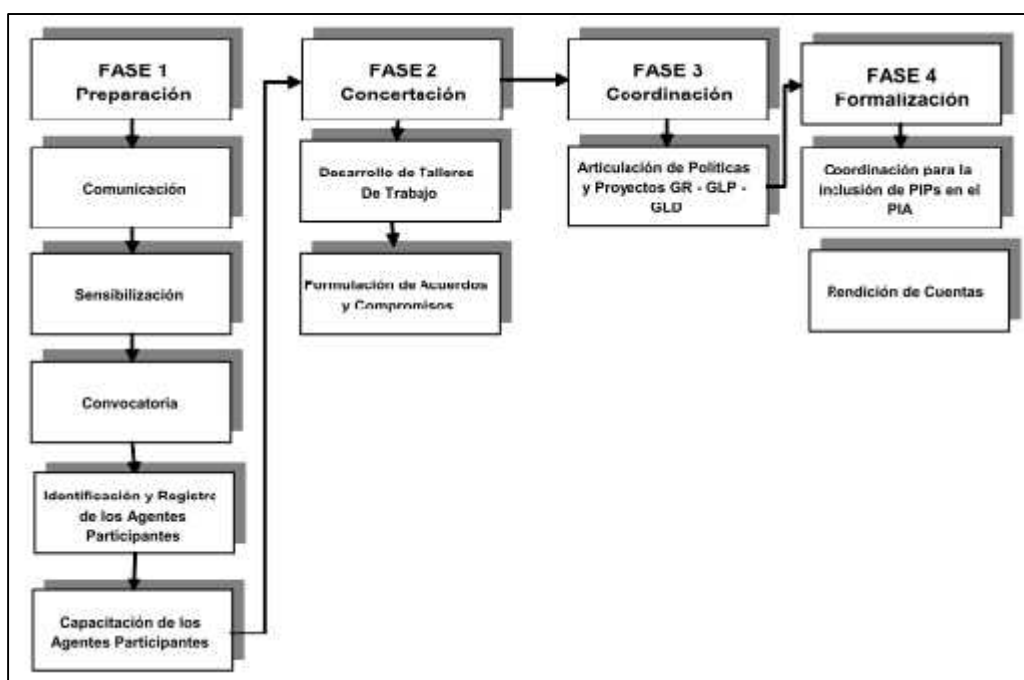 FASE 1
Preparación
Comunicación
Sensibilización
Convocatoria
Identificación y Registro
de los Agentes
Participantes
Capacitación de los
Agentes Participantes
FASE 2
Concertación
Desarrollo de Talleres
De Trabajo
Formulación de Acuerdos
y Compromisos
FASE 3
Coordinación
Articulación de Políticas
y Proyectos GR - GLP -
GLD
FASE 4
Formalización
Coordinación para la
inclusión de PIPs en el
PIA
Rendición de Cuentas